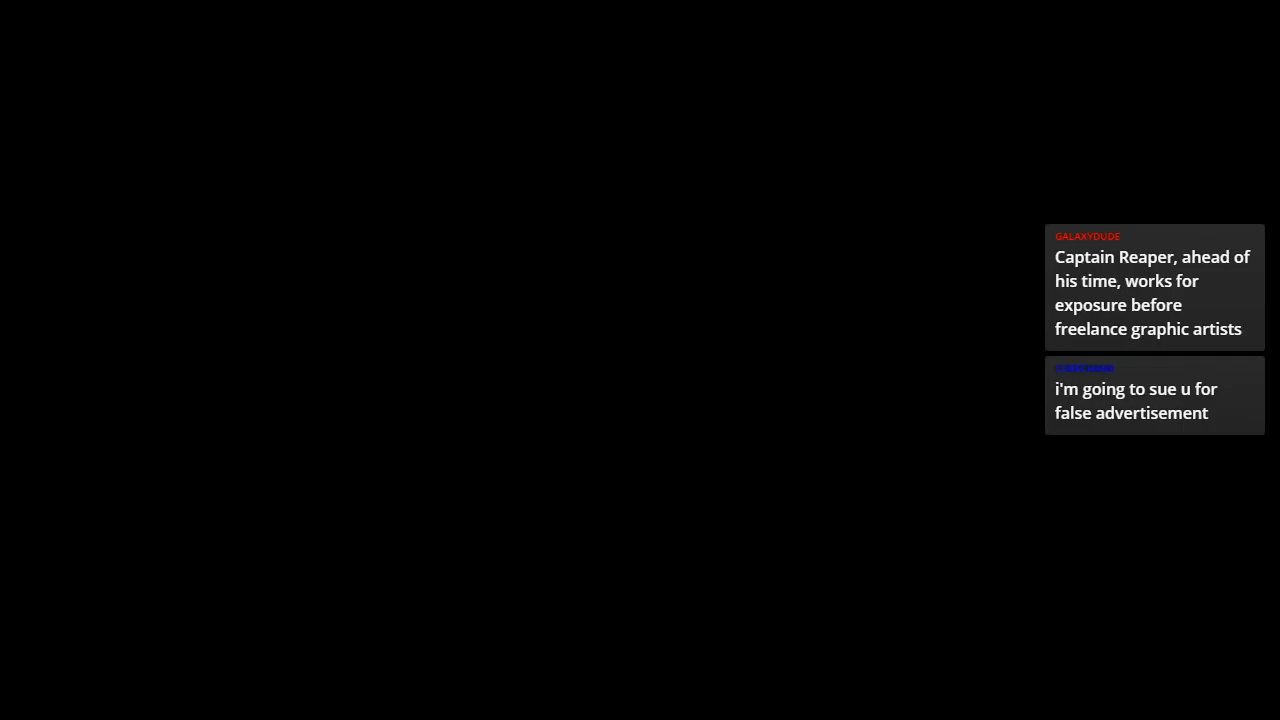 GALAXYDUDE
Captain Reaper, ahead of
his time, works for
exposure before
freelance graphic artists
i'm going to sue u for
false advertisement